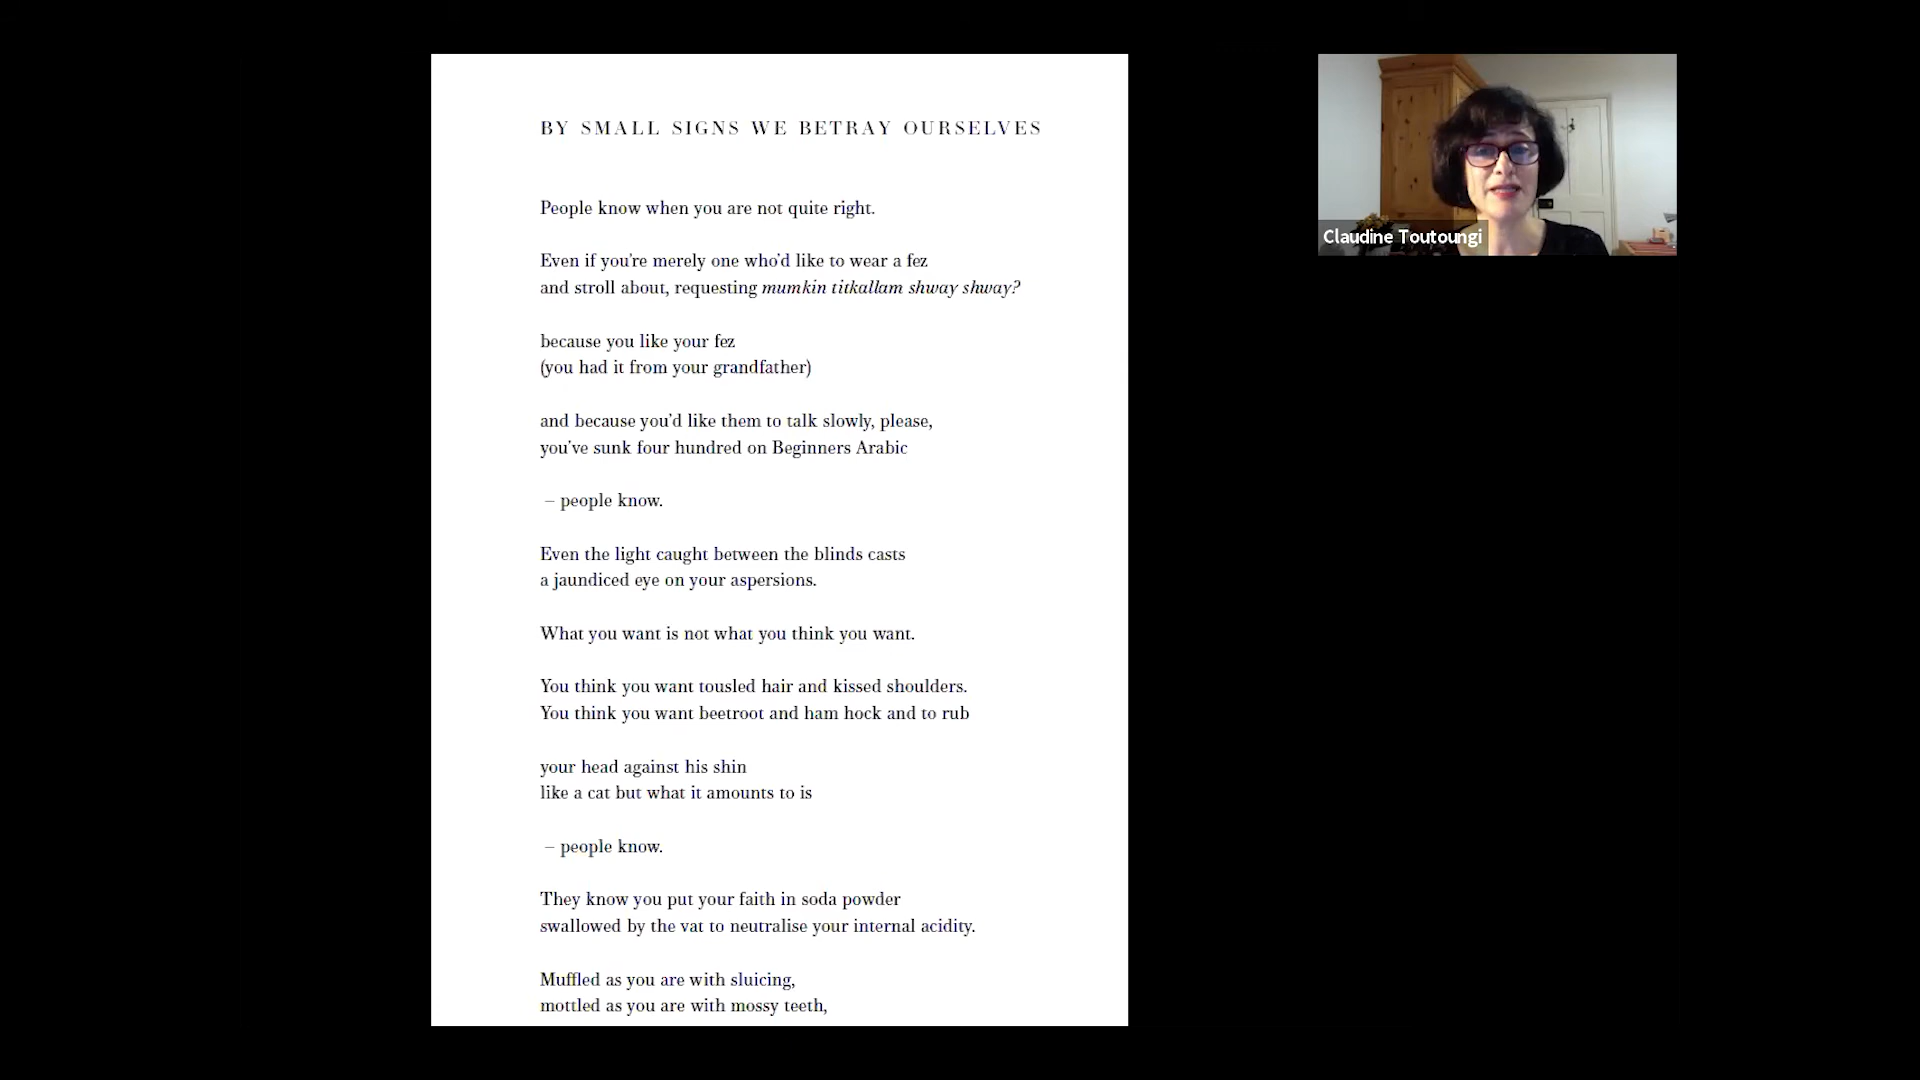 BY SMALL SIGNS WE BETRAY OURSELVES
People know when you are not quite right.
Even if you're merely one who'd like to wear a fez
and stroll about, requesting mumkin titkallam shway shway?
because you like your fez
(you had it from your grandfather)
and because you'd like them to talk slowly, please,
you've sunk four hundred on Beginners Arabic
– people know.
Even the light caught between the blinds casts
a jaundiced eye on your aspersions.
What you want is not what you think you want.
You think you want tousled hair and kissed shoulders.
You think you want beetroot and ham hock and to rub
your head against his shin
like a cat but what it amounts to is
– people know.
They know you put your faith in soda powder
swallowed by the vat to neutralise your internal acidity.
Muffled as you are with sluicing,
mottled as you are with mossy teeth,
Claudine Toutoungi